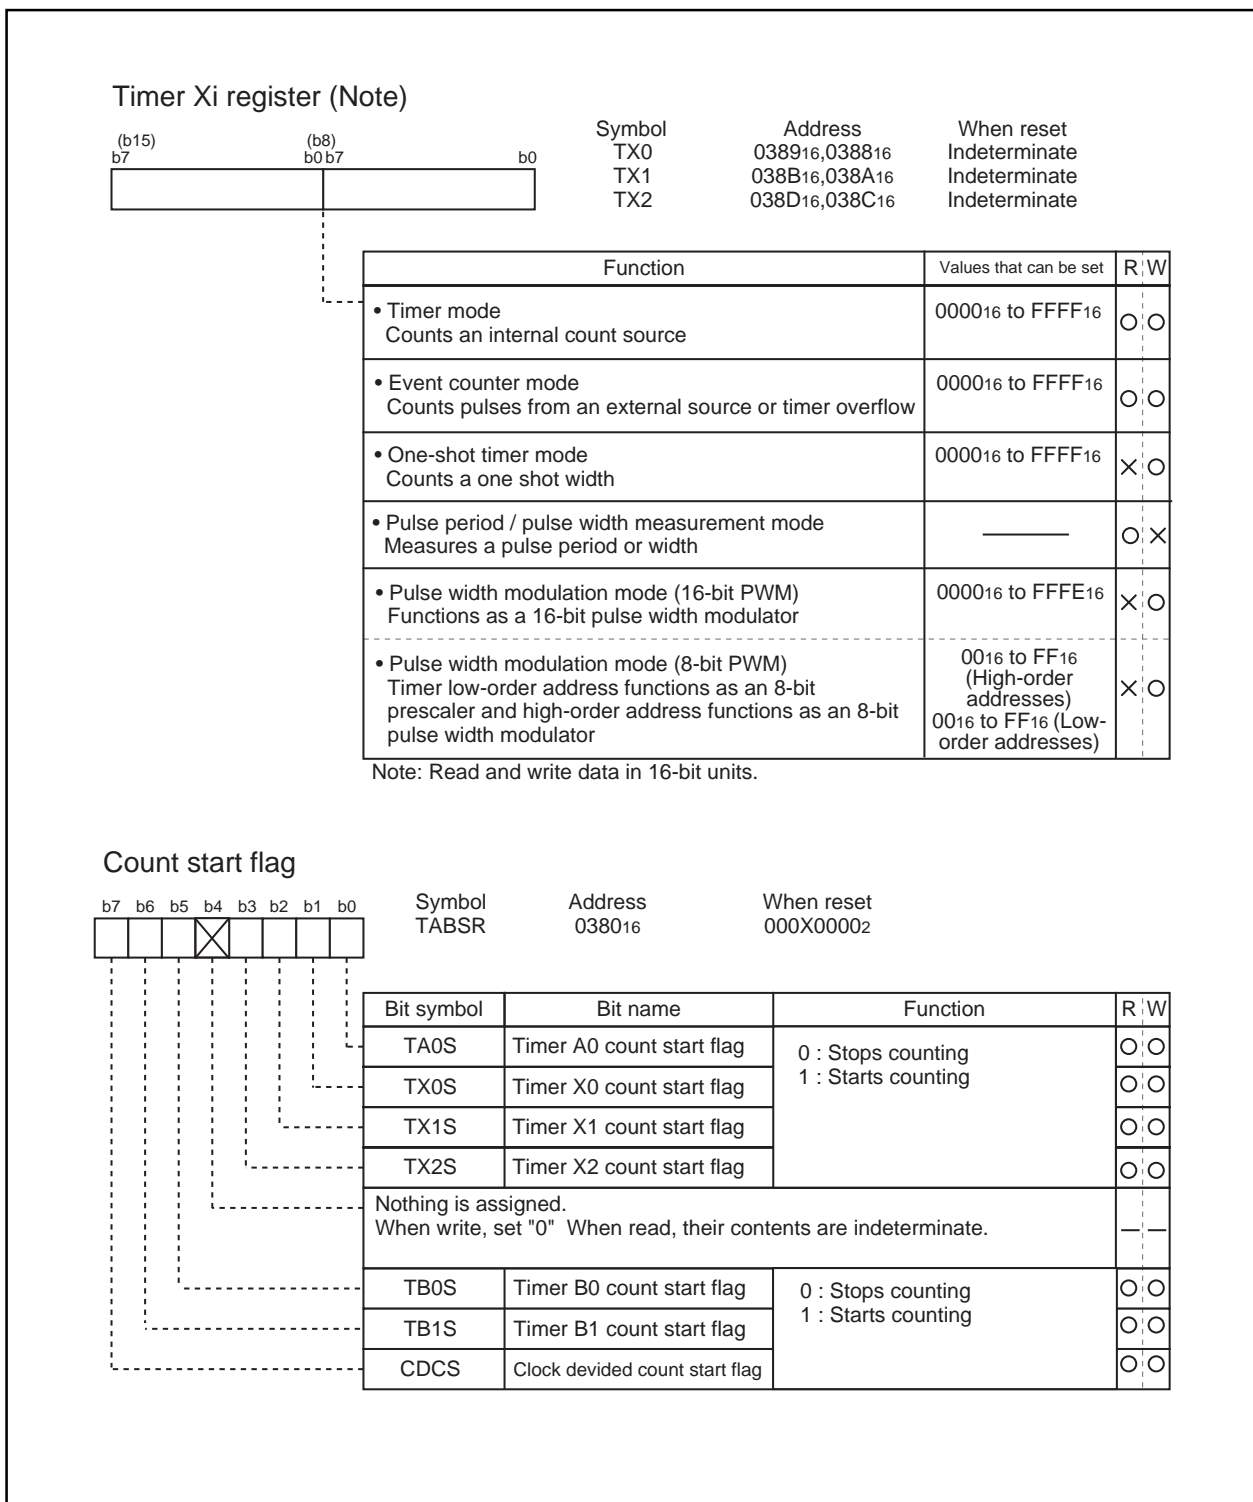 Timer Xi register (Note)
(b15) (b8)
b7 b0 b7 b0
Symbol Address When reset
TX0 038916,038816 Indeterminate
TX1 038B16,038A16 Indeterminate
TX2 038D16,038C16 Indeterminate
Function Values that can be set R W
• Timer mode 000016 to FFFF16
Counts an internal count source
• Event counter mode 000016 to FFFF16
Counts pulses from an external source or timer overflow
• One-shot timer mode 000016 to FFFF16
Counts a one shot width
• Pulse period / pulse width measurement mode
Measures a pulse period or width
• Pulse width modulation mode (16-bit PWM) 000016 to FFFE16
Functions as a 16-bit pulse width modulator
• Pulse width modulation mode (8-bit PWM)
Timer low-order address functions as an 8-bit
prescaler and high-order address functions as an 8-bit
pulse width modulator
0016 to FF16
(High-order
addresses)
0016 to FF16 (Low-
order addresses)
Note: Read and write data in 16-bit units.
Count start flag
b7 b6 b5 b4 b3 b2 b1 b0
Symbol Address When reset
TABSR 038016 000X00002
Bit symbol Bit name Function R W
TA0S Timer A0 count start flag 0 : Stops counting
1 : Starts counting
TX0S Timer X0 count start flag
TX1S Timer X1 count start flag
TX2S Timer X2 count start flag
Nothing is assigned.
When write, set "0" When read, their contents are indeterminate.
TB0S Timer B0 count start flag 0 : Stops counting
1 : Starts counting
TB1S Timer B1 count start flag
CDCS Clock devided count start flag